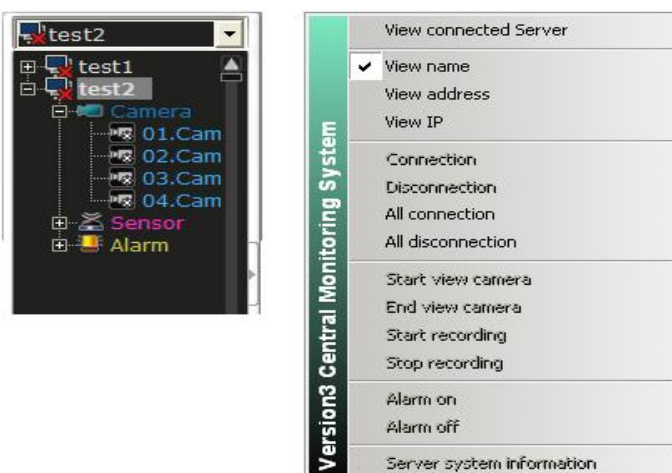 test2
test1
test2
Camera
01.Cam
02.Cam
03.Cam
04.Cam
Sensor
Alarm
Version3 Central Monitoring System
View connected Server
View name
View address
View IP
Connection
Disconnection
All connection
All disconnection
Start view camera
End view camera
Start recording
Stop recording
Alarm on
Alarm off
Server system information